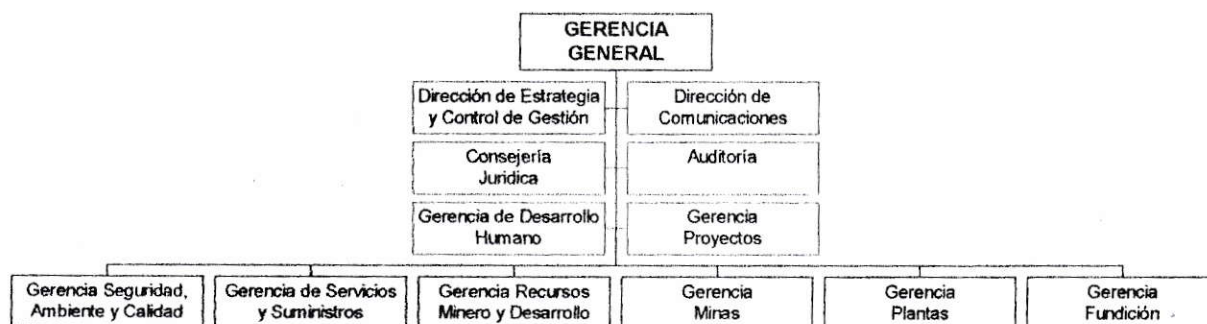 GERENCIA
GENERAL
Dirección de Estrategia
y Control de Gestión
Dirección de
Comunicaciones
Consejería
Juridica
Auditoría
Gerencia de Desarrollo
Humano
Gerencia
Proyectos
Gerencia Seguridad,
Ambiente y Calidad
Gerencia de Servicios
y Suministros
Gerencia Recursos
Minero y Desarrollo
Gerencia
Minas
Gerencia
Plantas
Gerencia
Fundición